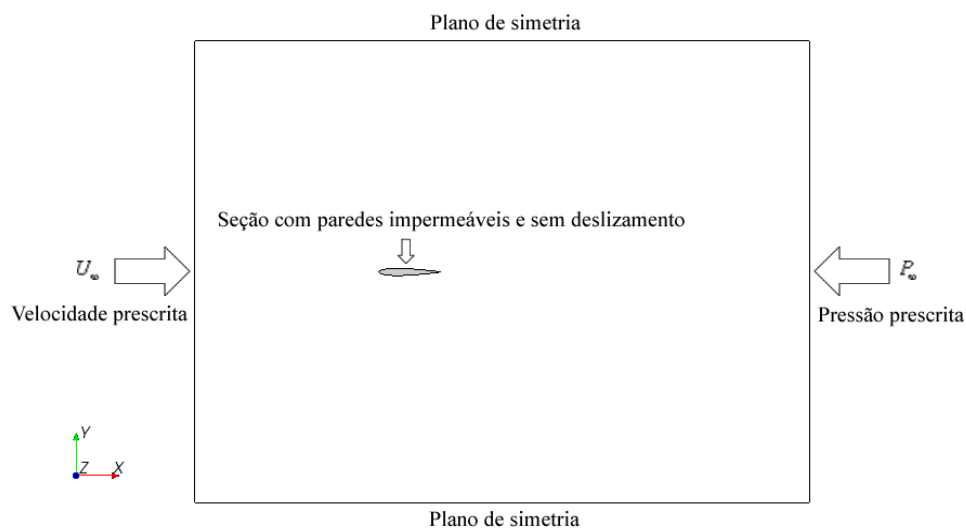 Plano de simetria
Seção com paredes impermeáveis e sem deslizamento
U∞
Velocidade prescrita
P∞
Pressão prescrita
Y
Z X
Plano de simetria